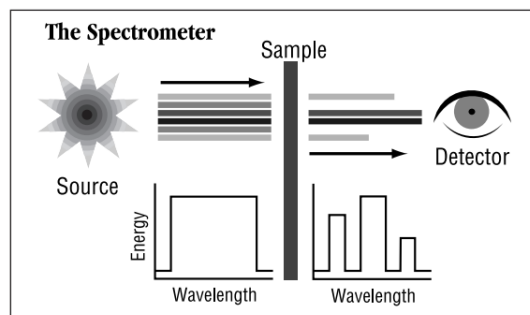 The Spectrometer
Sample
Source
Detector
Energy
Wavelength
Wavelength